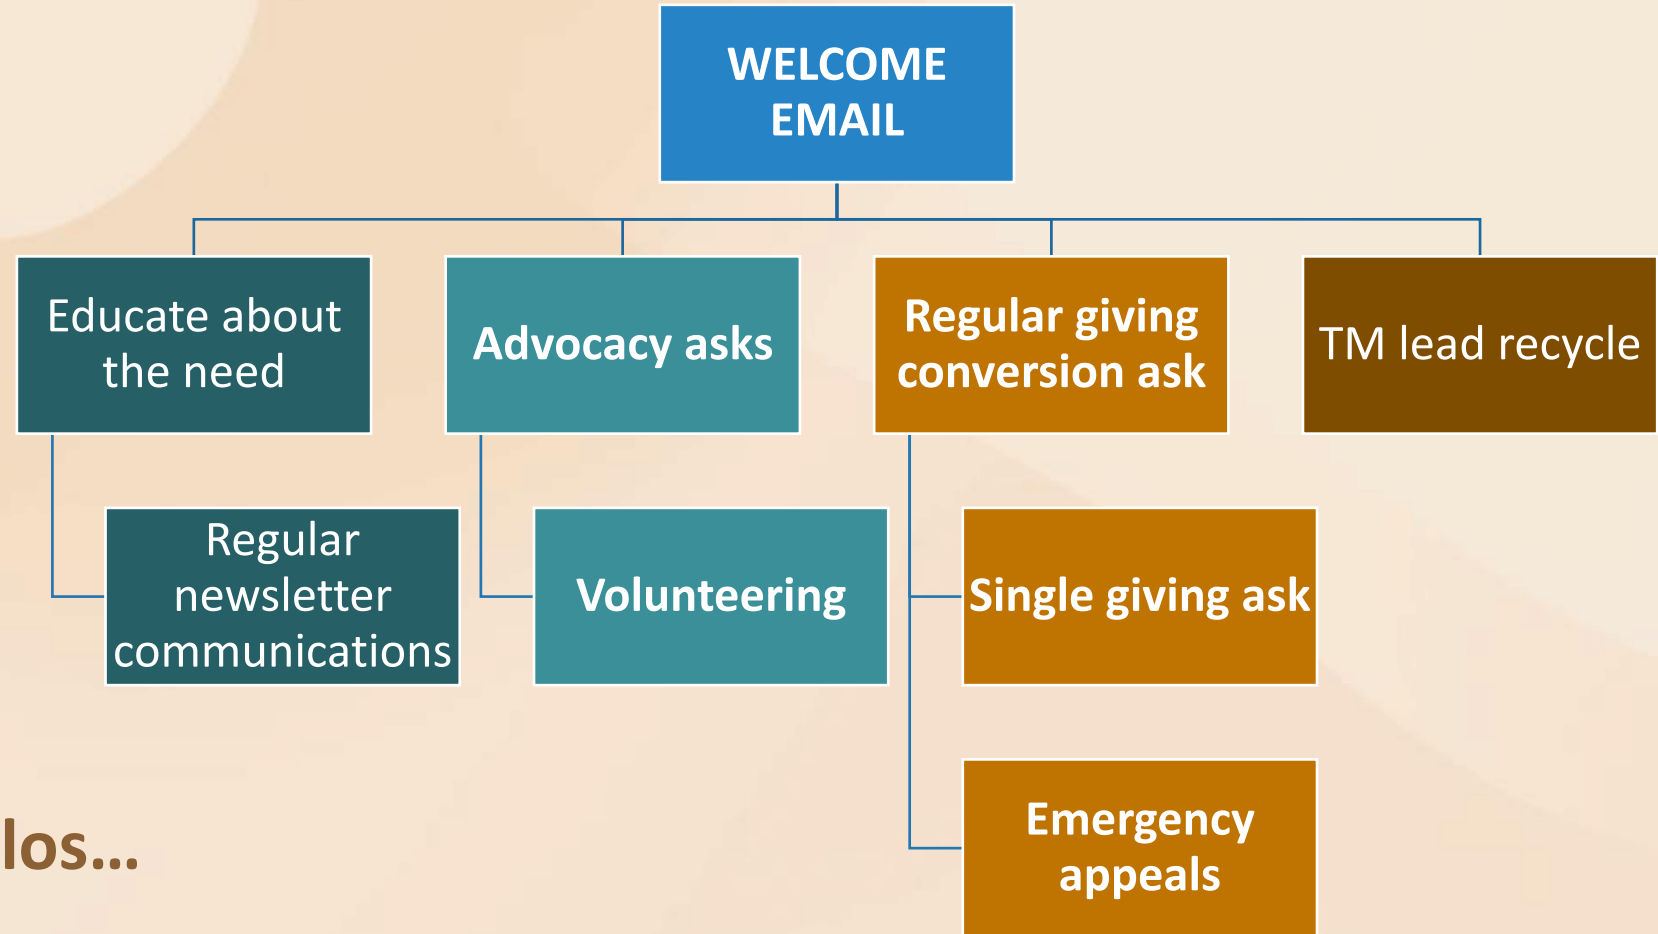 WELCOME
EMAIL
Educate about
the need
Advocacy asks
Regular giving
conversion ask
TM lead recycle
Regular
newsletter
communications
Volunteering
Single giving ask
Emergency
appeals
los...